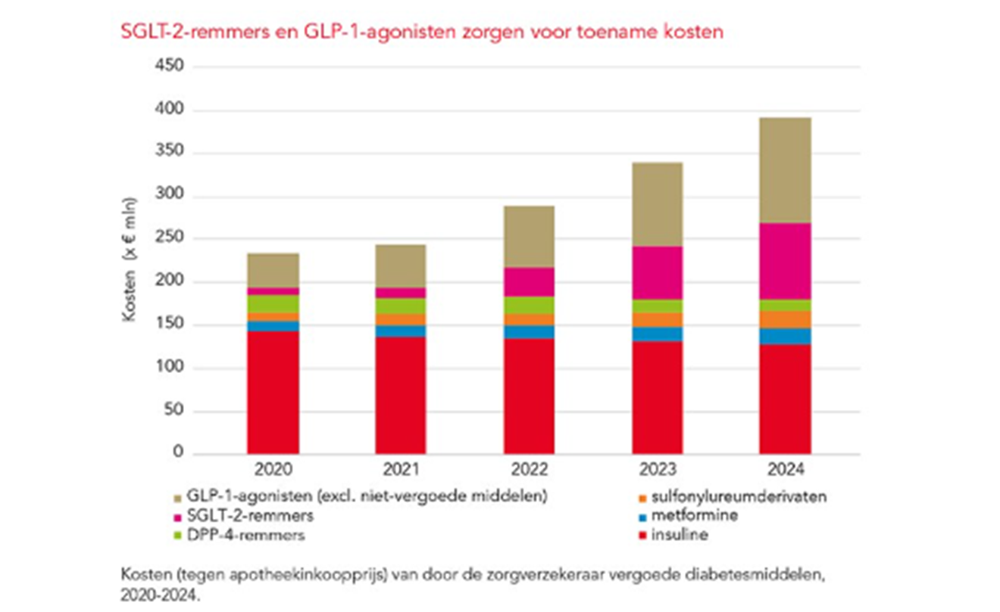 SGLT-2-remmers en GLP-1-agonisten zorgen voor toename kosten
450
400
350
300
250
200
150
100
50
0
Kosten (x € mln)
2020 2021 2022 2023 2024
GLP-1-agonisten (excl. niet-vergoede middelen)
SGLT-2-remmers
DPP-4-remmers
sulfonylureumderivaten
metformine
insuline
Kosten (tegen apotheekinkoopprijs) van door de zorgverzekeraar vergoede diabetesmiddelen,
2020-2024.